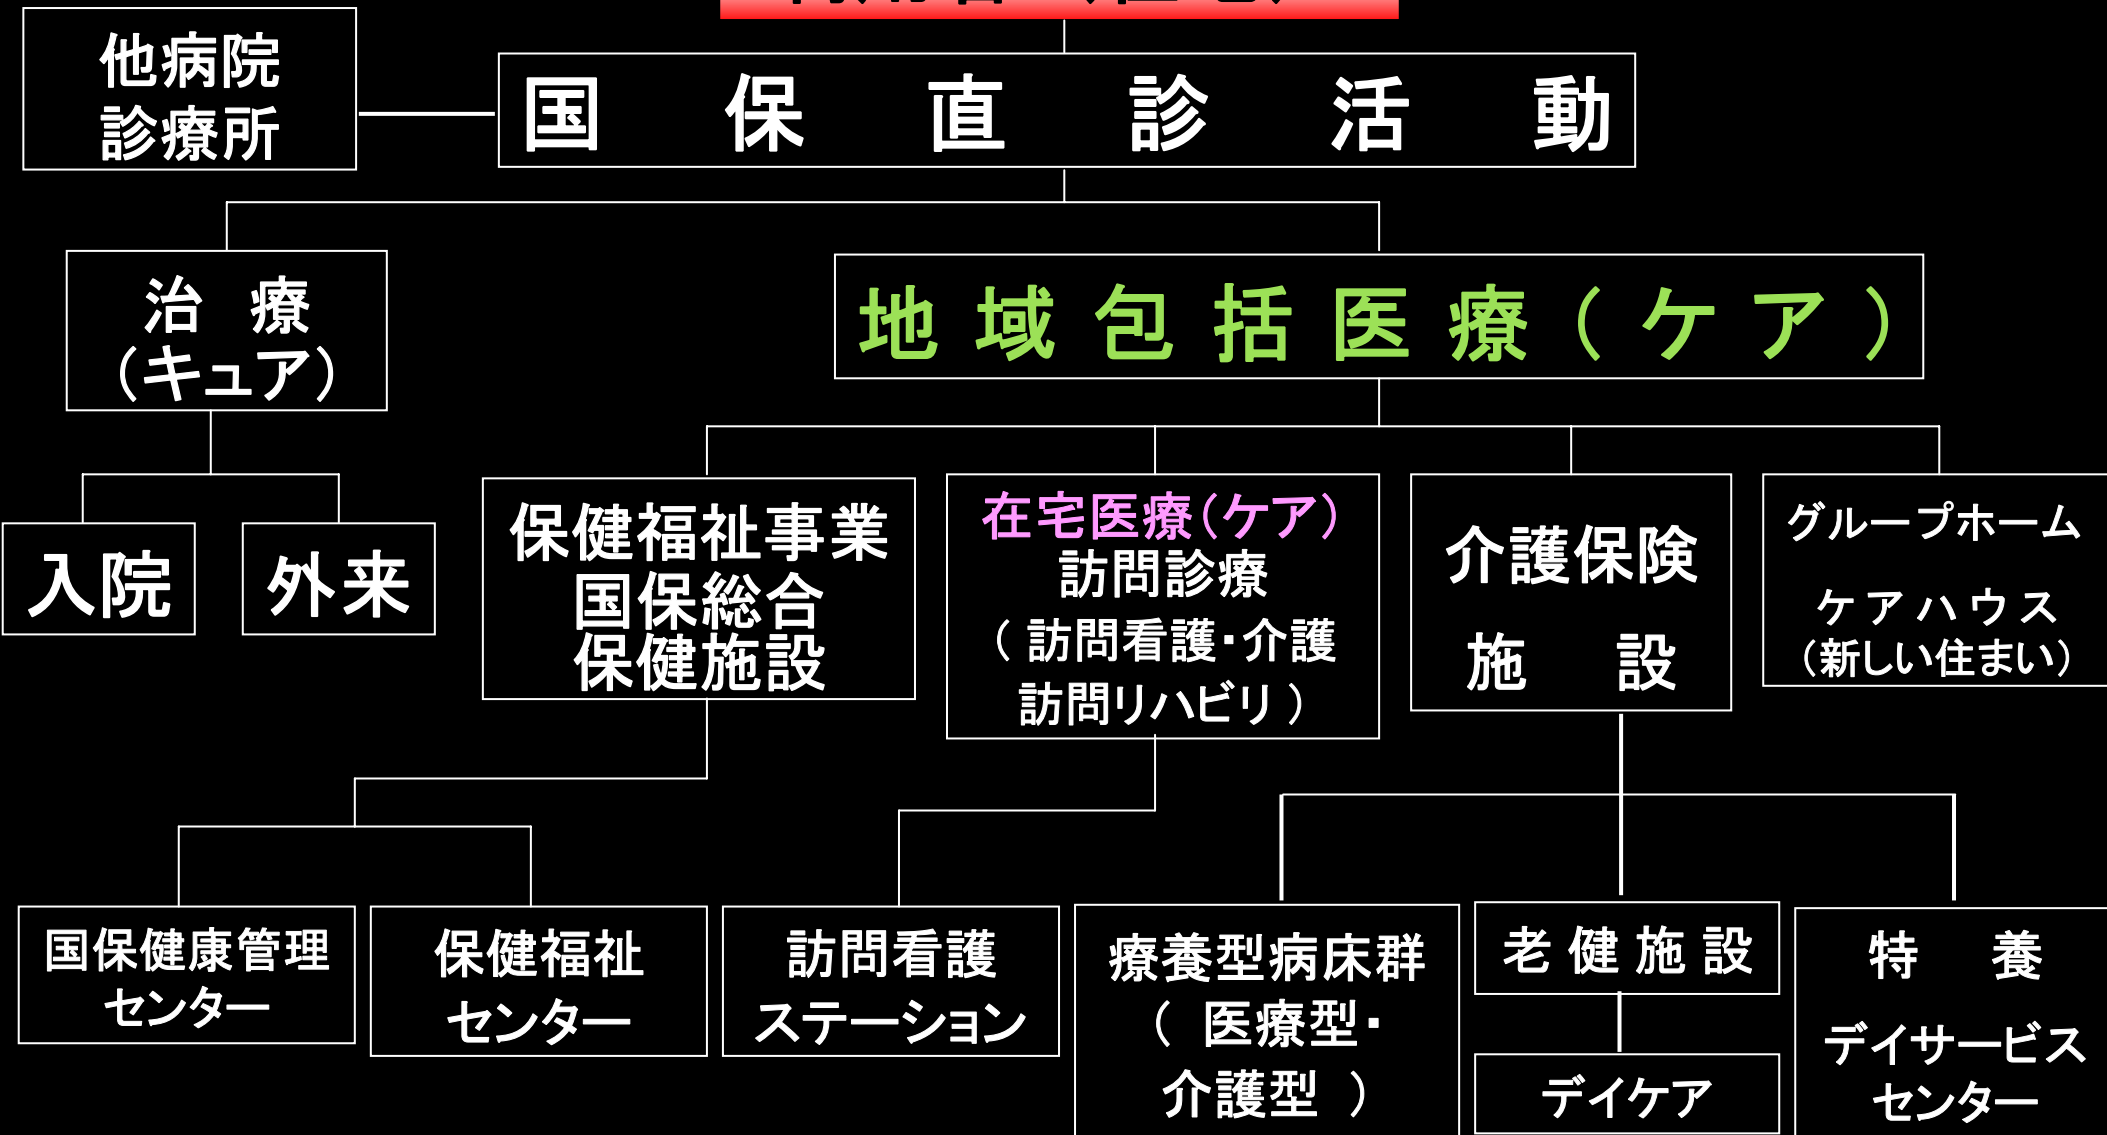 他病院
診療所
国保直診活動
治療
（キュア）
地域包括医療（ケア）
入院
外来
保健福祉事業
国保総合
保健施設
在宅医療（ケア）
訪問診療
（訪問看護・介護
訪問リハビリ）
介護保険
施設
グループホーム
ケアハウス
（新しい住まい）
国保健康管理
センター
保健福祉
センター
訪問看護
ステーション
療養型病床群
（医療型・
介護型）
老健施設
デイケア
特養
デイサービス
センター